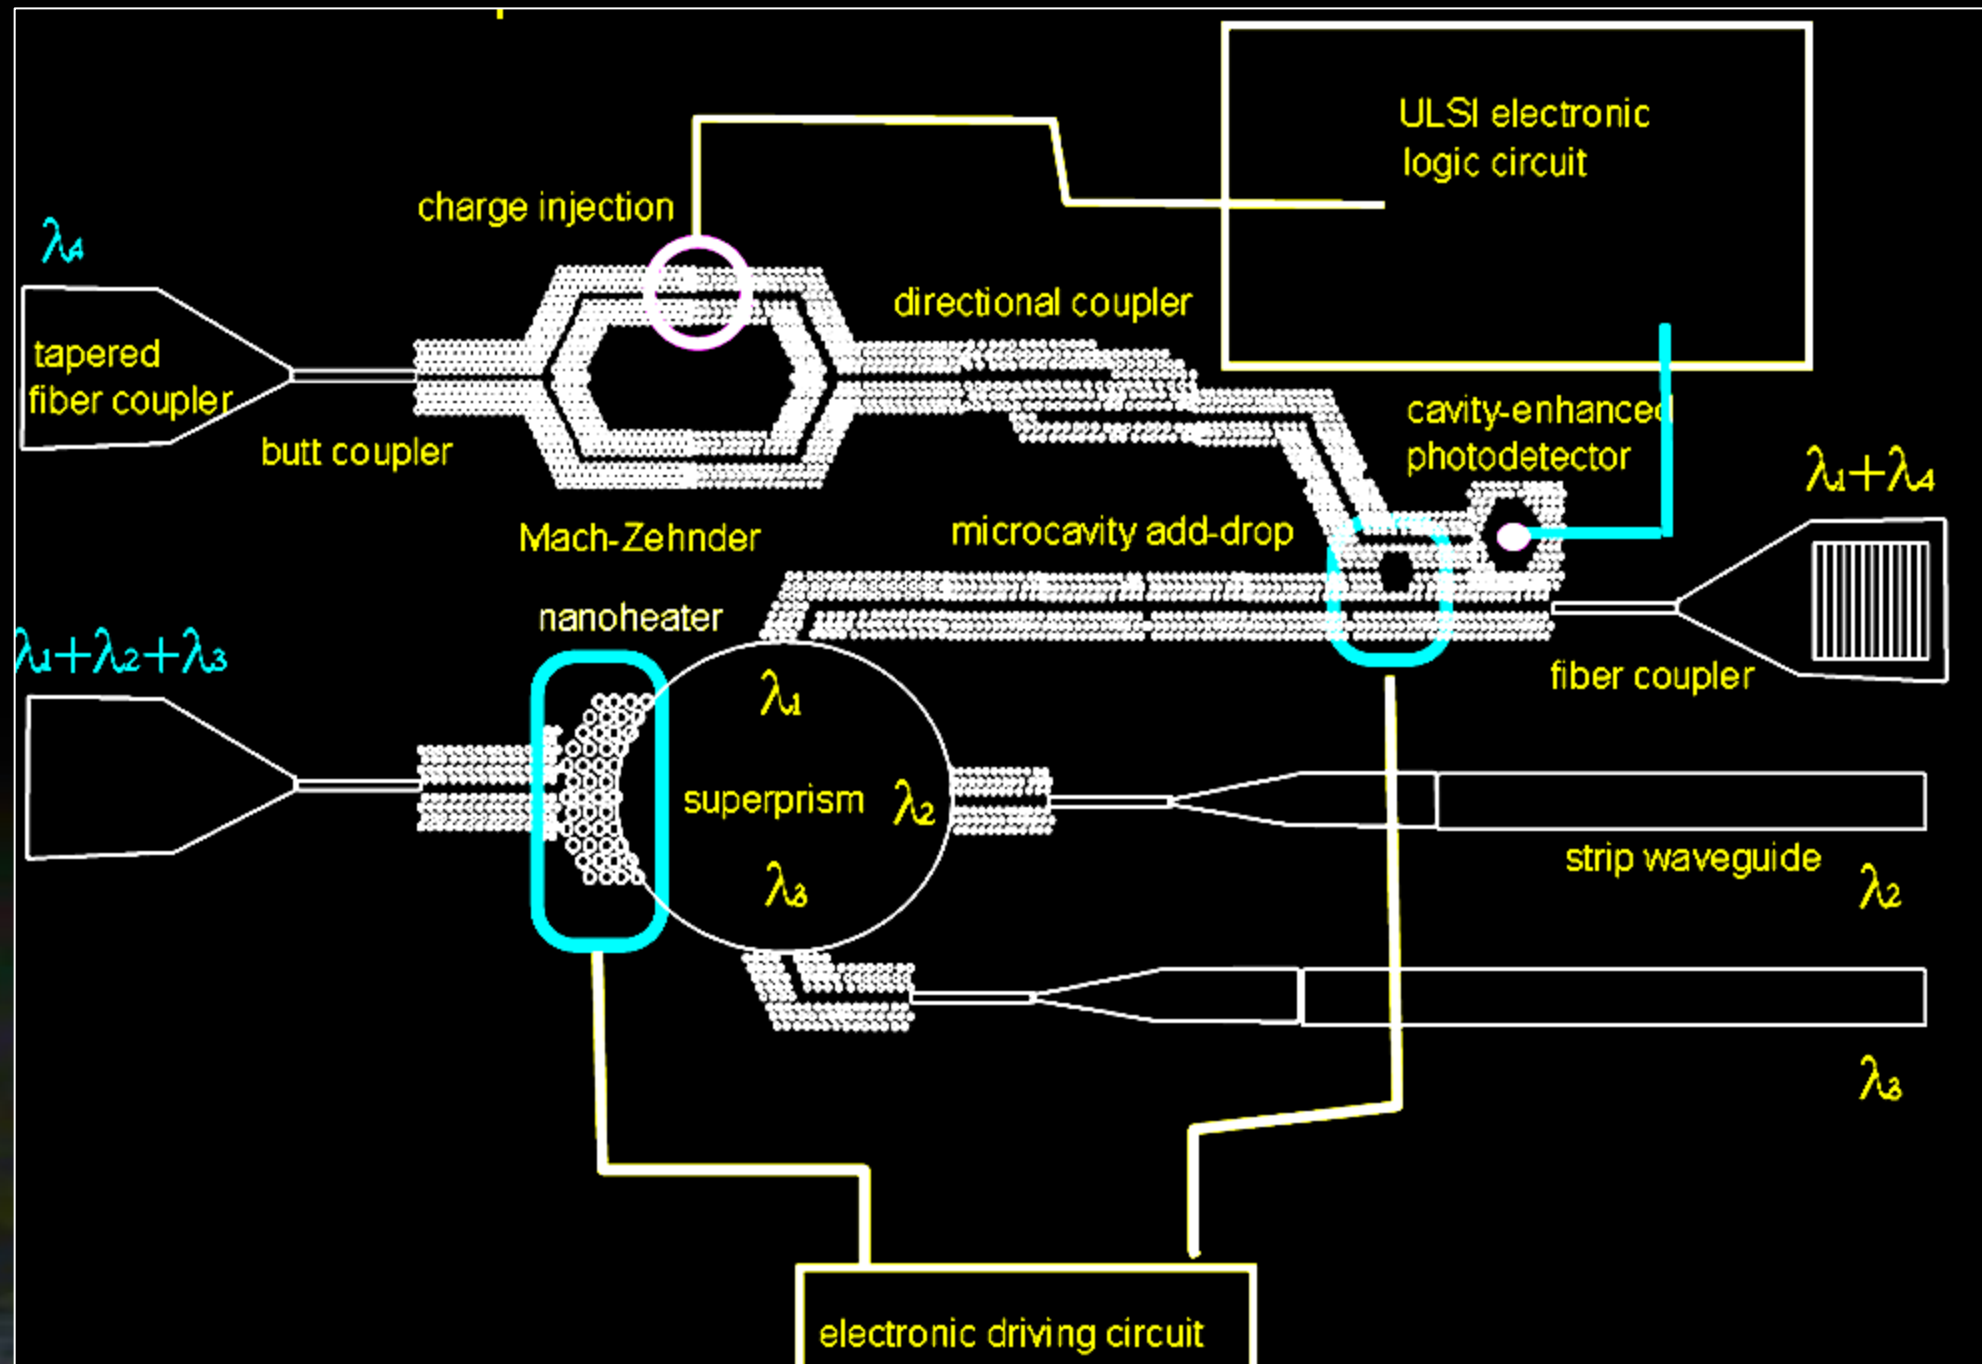 ULSI electronic
logic circuit
charge injection
λ4
directional coupler
tapered
fiber coupler
butt coupler
cavity-enhanced
photodetector
λ1+λ4
Mach-Zehnder
microcavity add-drop
nanoheater
λ1+λ2+λ3
fiber coupler
λ1
superprism
λ2
strip waveguide
λ3
λ2
λ3
electronic driving circuit